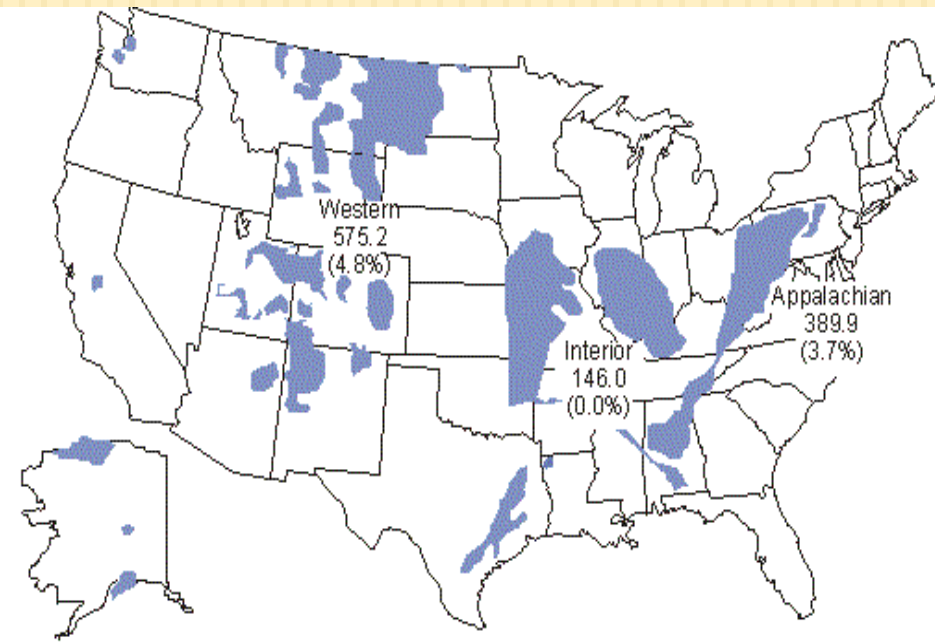 Western
575.2
(4.8%)
Appalachian
389.9
(3.7%)
Interior
146.0
(0.0%)